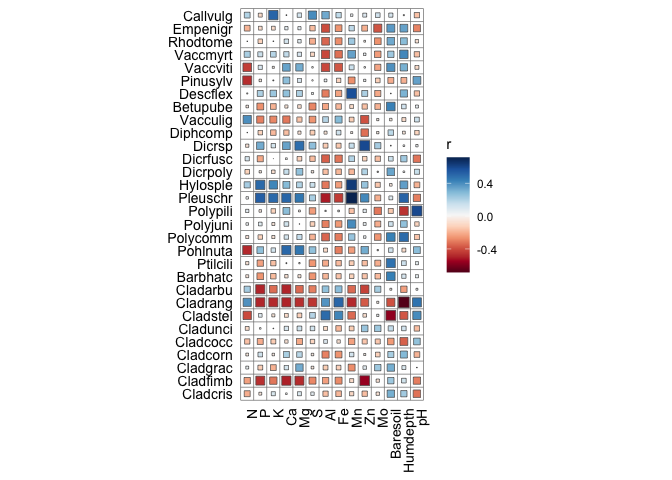 Callvulg
Empenigr
Rhodtome
Vaccmyrt
Vaccviti
Pinusylv
Descflex
Betupube
Vacculig
Diphcomp
Dicrsp
Dicrfusc
Dicrpoly
Hylosple
Pleuschr
Polypili
Polyjuni
Polycomm
Pohlnuta
Ptilcili
Barbhatc
Cladarbu
Cladrang
Cladstel
Cladunci
Cladcocc
Cladcorn
Cladgrac
Cladfimb
Cladcris
N
P
K
Ca
Mg
S
Al
Fe
Mn
Zn
Mo
Baresoil
Humdepth
pH
r
0.4
0.0
-0.4